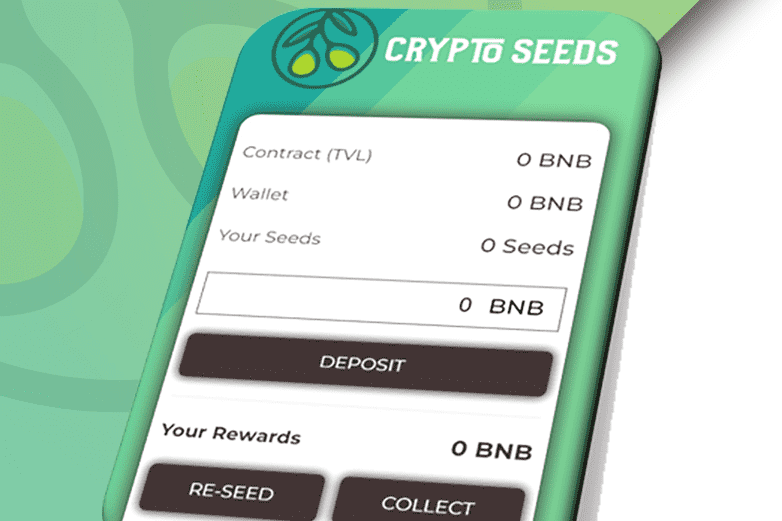 CRYPTO SEEDS
Contract (TVL) 0 BNB
Wallet 0 BNB
Your Seeds 0 Seeds
0 BNB
DEPOSIT
Your Rewards 0 BNB
RE-SEED COLLECT